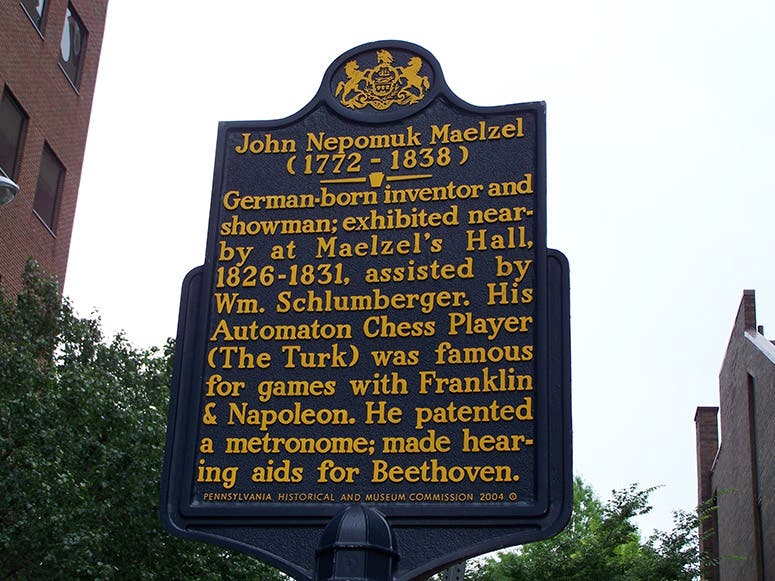 John Nepomuk Maelzel
(1772 - 1838)
German-born inventor and
showman; exhibited near-
by at Maelzel's Hall,
1826-1831, assisted by
Wm. Schlumberger. His
Automaton Chess Player
(The Turk) was famous
for games with Franklin
& Napoleon. He patented
a metronome; made hear-
ing aids for Beethoven.
PENNSYLVANIA HISTORICAL AND MUSEUM COMMISSION 2004 ©